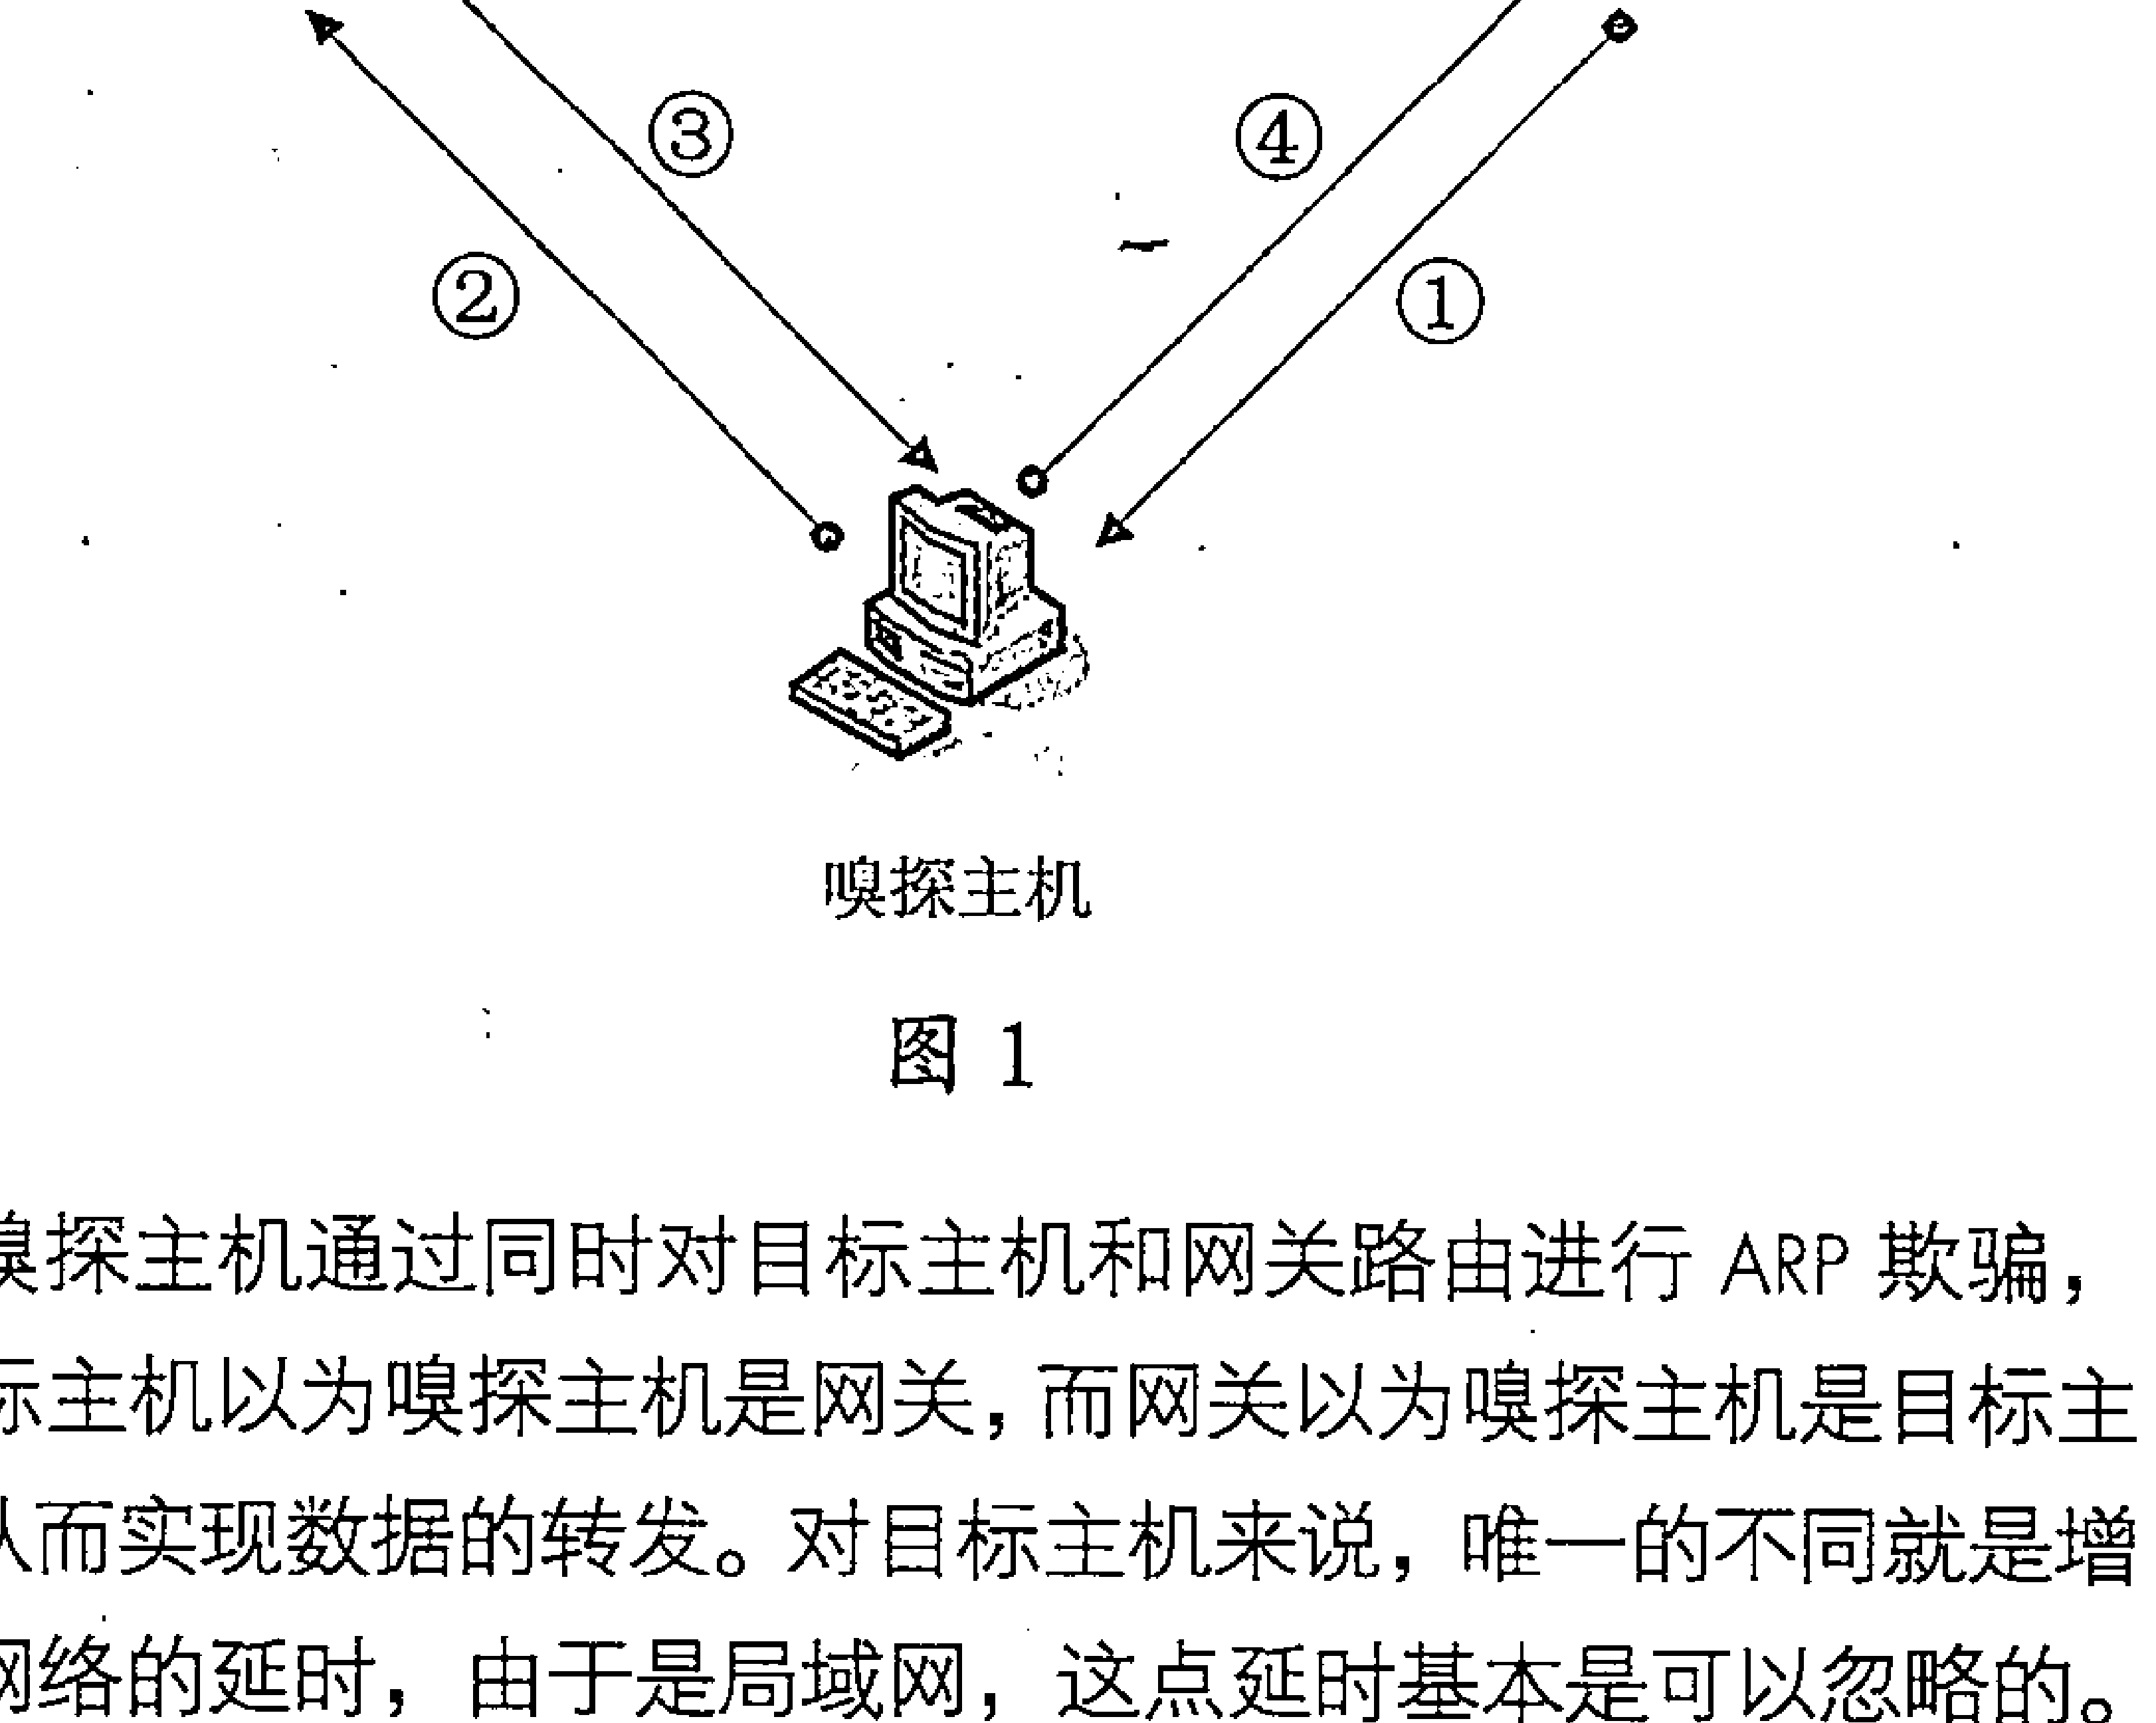 ③ ④
② ①
嗅探主机
图 1
嗅探主机通过同时对目标主机和网关路由进行 ARP 欺骗，
标主机以为嗅探主机是网关，而网关以为嗅探主机是目标主
从而实现数据的转发。对目标主机来说，唯一的不同就是增
网络的延时，由于是局域网，这点延时基本是可以忽略的。